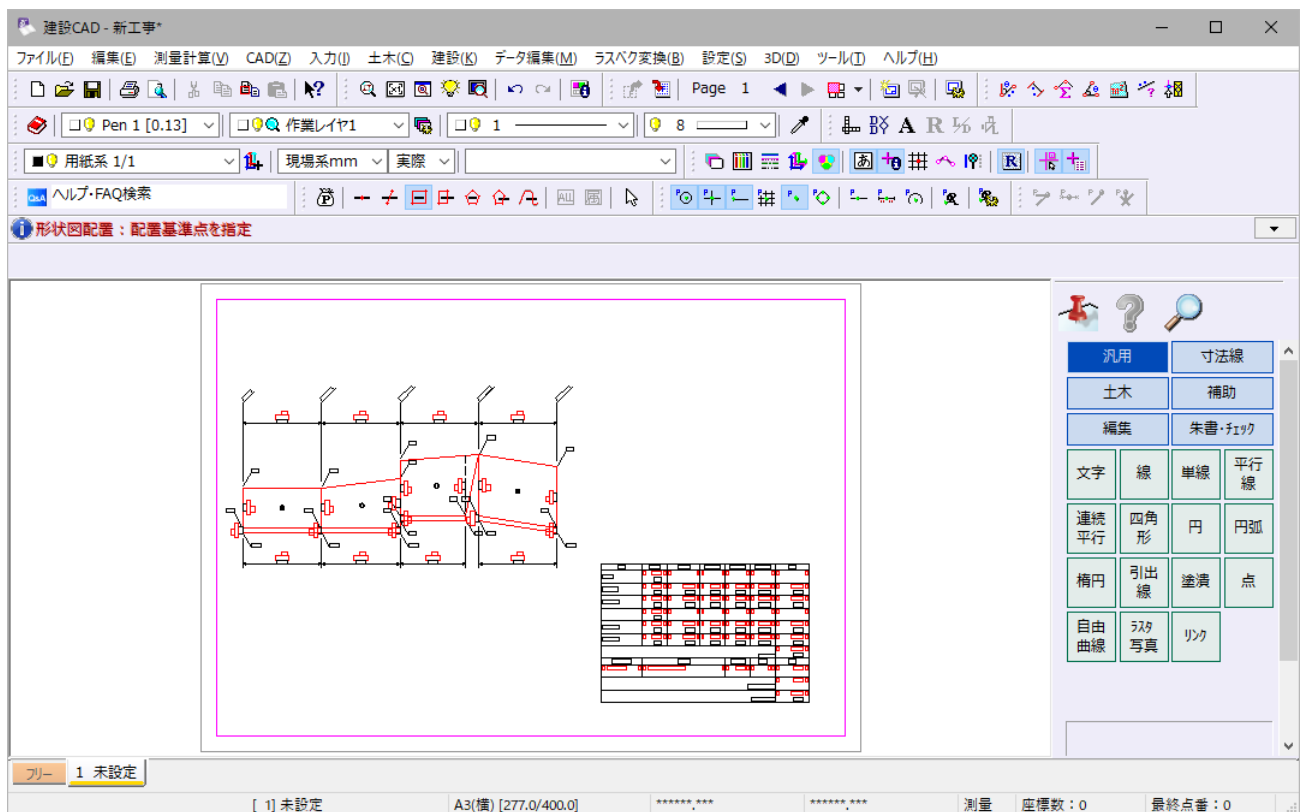 建設CAD - 新工事*
ファイル(F) 編集(E) 測量計算(V) CAD(Z) 入力(I) 土木(C) 建設(K) データ編集(M) ラスベク変換(B) 設定(S) 3D(D) ツール(T) ヘルプ(H)
Page 1
Pen 1 [0.13] 作業レイヤ1 1 8
用紙系 1/1 現場系mm 実際
Q&A ヘルプ・FAQ検索
形状図配置：配置基準点を指定
汎用 寸法線
土木 補助
編集 朱書・チェック
文字 線 単線 平行線
連続平行 四角形 円 円弧
楕円 引出線 塗潰 点
自由曲線 ラスタ写真 リンク
フリー 1 未設定
[ 1] 未設定 A3(横) [277.0/400.0] ******.*** ******.*** 測量 座標数：0 最終点番：0